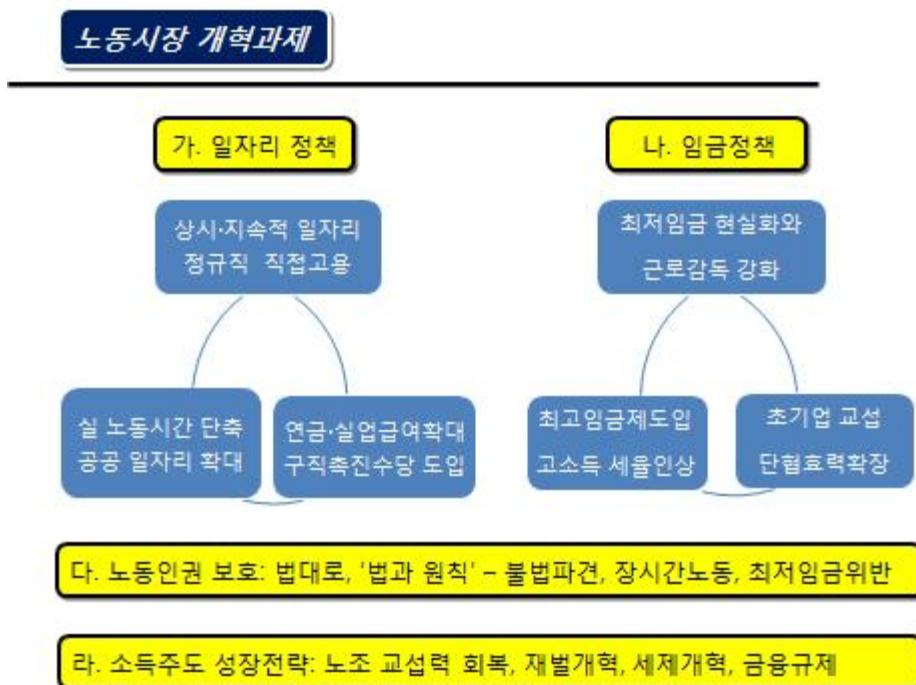 노동시장 개혁과제
가. 일자리 정책
상시·지속적 일자리
정규직 직접고용
실 노동시간 단축
공공 일자리 확대
연금·실업급여확대
구직촉진수당 도입
나. 임금정책
최저임금 현실화와
근로감독 강화
최고임금제도입
고소득 세율인상
초기업 교섭
단협효력확장
다. 노동인권 보호: 법대로, '법과 원칙' – 불법파견, 장시간노동, 최저임금위반
라. 소득주도 성장전략: 노조 교섭력 회복, 재벌개혁, 세제개혁, 금융규제